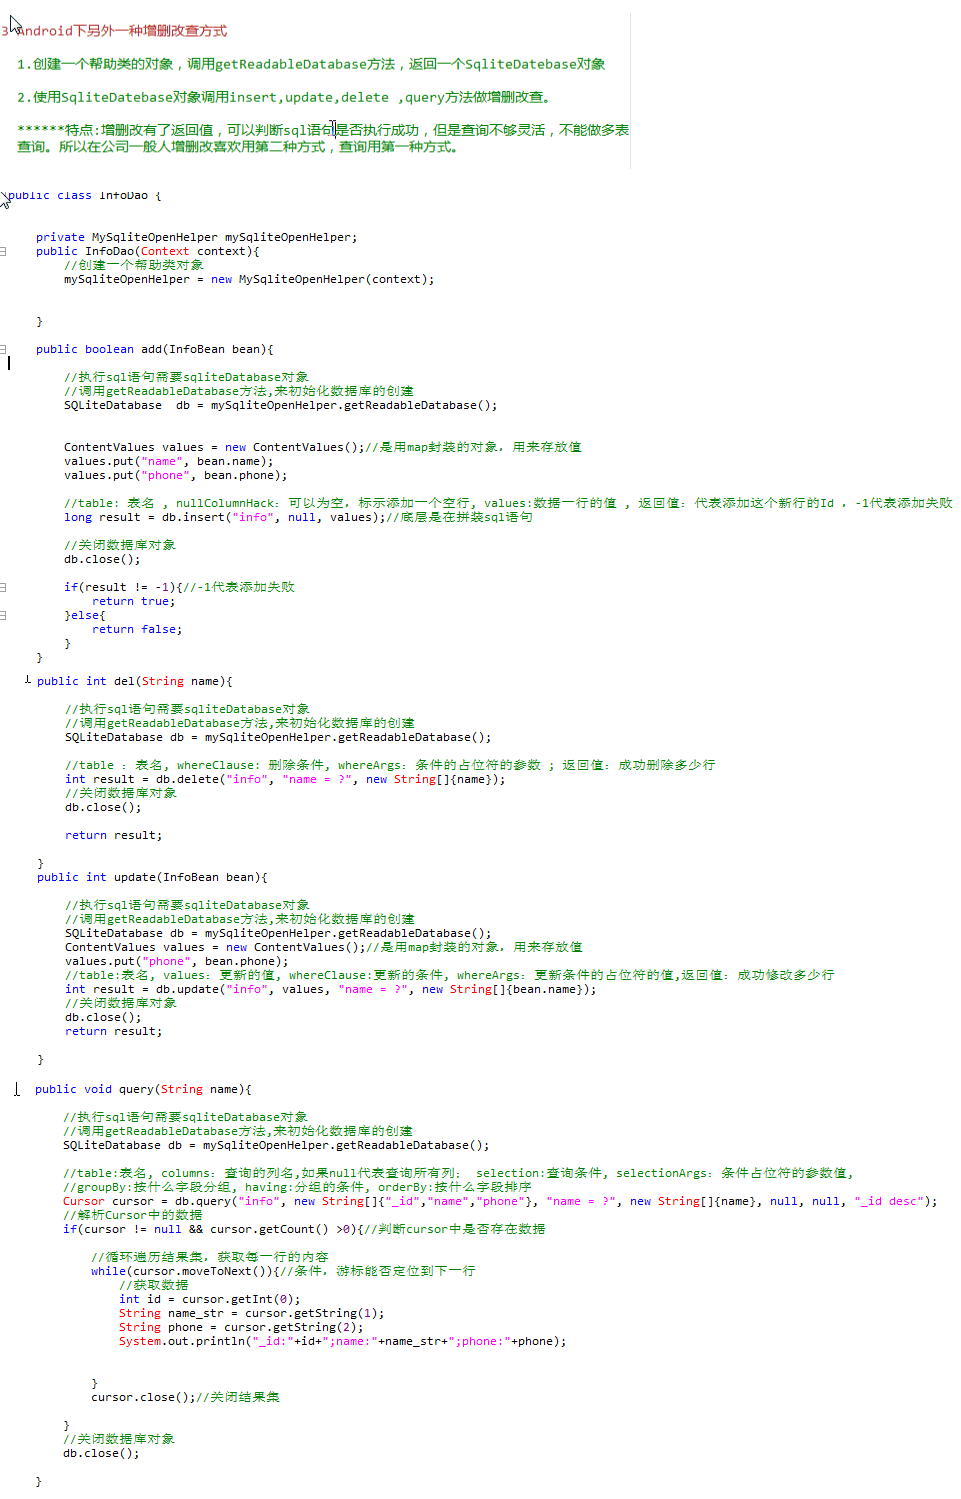 3 Android下另外一种增删改查方式
1.创建一个帮助类的对象，调用getReadableDatabase方法，返回一个SqliteDatebase对象
2.使用SqliteDatebase对象调用insert,update,delete ,query方法做增删改查。
******特点:增删改有了返回值，可以判断sql语句是否执行成功，但是查询不够灵活，不能做多表
查询。所以在公司一般人增删改喜欢用第二种方式，查询用第一种方式。
public class InfoDao {
private MySqliteOpenHelper mySqliteOpenHelper;
public InfoDao(Context context){
//创建一个帮助类对象
mySqliteOpenHelper = new MySqliteOpenHelper(context);
}
public boolean add(InfoBean bean){
//执行sql语句需要sqliteDatabase对象
//调用getReadableDatabase方法,来初始化数据库的创建
SQLiteDatabase  db = mySqliteOpenHelper.getReadableDatabase();
ContentValues values = new ContentValues();//是用map封装的对象，用来存放值
values.put("name", bean.name);
values.put("phone", bean.phone);
//table: 表名 , nullColumnHack：可以为空，标示添加一个空行, values:数据一行的值 , 返回值：代表添加这个新行的Id ，-1代表添加失败
long result = db.insert("info", null, values);//底层是在拼装sql语句
//关闭数据库对象
db.close();
if(result != -1){//-1代表添加失败
return true;
}else{
return false;
}
}
public int del(String name){
//执行sql语句需要sqliteDatabase对象
//调用getReadableDatabase方法,来初始化数据库的创建
SQLiteDatabase db = mySqliteOpenHelper.getReadableDatabase();
//table ：表名, whereClause: 删除条件, whereArgs：条件的占位符的参数 ; 返回值：成功删除多少行
int result = db.delete("info", "name = ?", new String[]{name});
//关闭数据库对象
db.close();
return result;
}
public int update(InfoBean bean){
//执行sql语句需要sqliteDatabase对象
//调用getReadableDatabase方法,来初始化数据库的创建
SQLiteDatabase db = mySqliteOpenHelper.getReadableDatabase();
ContentValues values = new ContentValues();//是用map封装的对象，用来存放值
values.put("phone", bean.phone);
//table:表名, values：更新的值, whereClause:更新的条件, whereArgs：更新条件的占位符的值,返回值：成功修改多少行
int result = db.update("info", values, "name = ?", new String[]{bean.name});
//关闭数据库对象
db.close();
return result;
}
public void query(String name){
//执行sql语句需要sqliteDatabase对象
//调用getReadableDatabase方法,来初始化数据库的创建
SQLiteDatabase db = mySqliteOpenHelper.getReadableDatabase();
//table:表名, columns：查询的列名,如果null代表查询所有列； selection:查询条件, selectionArgs：条件占位符的参数值,
//groupBy:按什么字段分组, having:分组的条件, orderBy:按什么字段排序
Cursor cursor = db.query("info", new String[]{"_id","name","phone"}, "name = ?", new String[]{name}, null, null, "_id desc");
//解析Cursor中的数据
if(cursor != null && cursor.getCount() >0){//判断cursor中是否存在数据
//循环遍历结果集，获取每一行的内容
while(cursor.moveToNext()){//条件，游标能否定位到下一行
//获取数据
int id = cursor.getInt(0);
String name_str = cursor.getString(1);
String phone = cursor.getString(2);
System.out.println("_id:"+id+";name:"+name_str+";phone:"+phone);
}
cursor.close();//关闭结果集
}
//关闭数据库对象
db.close();
}